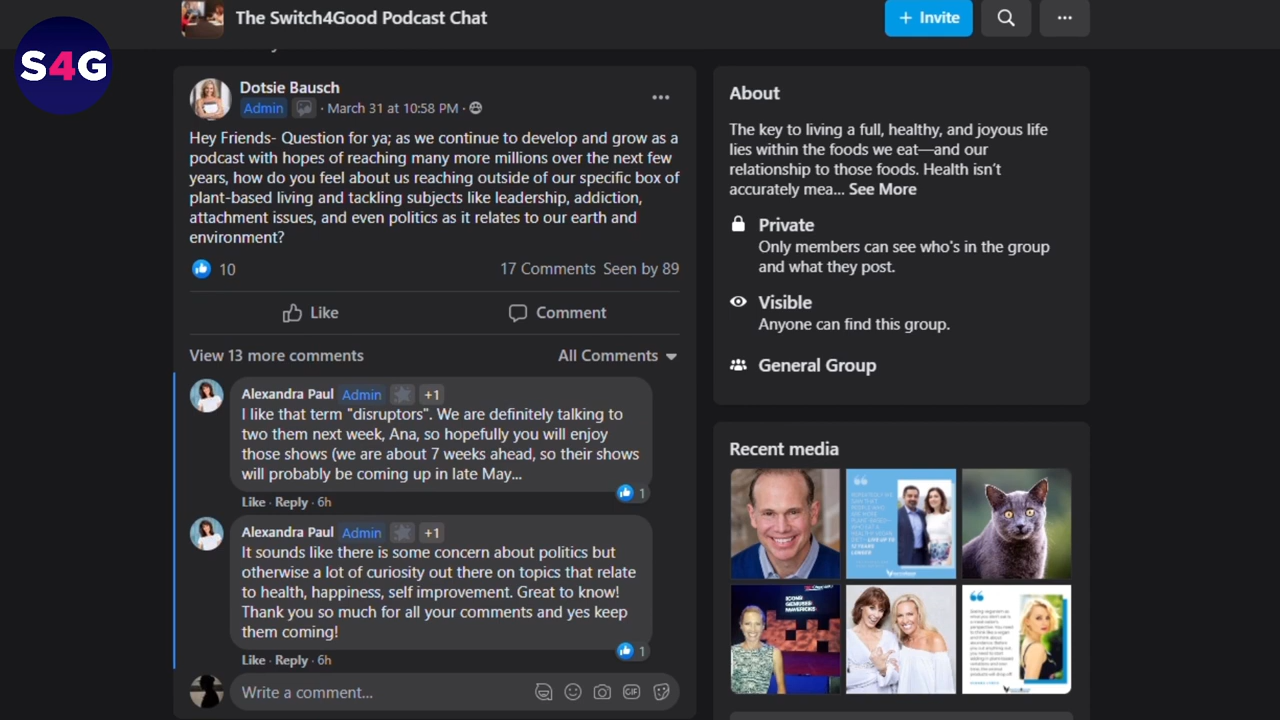 S4G
The Switch4Good Podcast Chat
+ Invite
Dotsie Bausch
Admin · March 31 at 10:58 PM ·
Hey Friends- Question for ya; as we continue to develop and grow as a
podcast with hopes of reaching many more millions over the next few
years, how do you feel about us reaching outside of our specific box of
plant-based living and tackling subjects like leadership, addiction,
attachment issues, and even politics as it relates to our earth and
environment?
10
17 Comments Seen by 89
Like
Comment
View 13 more comments
All Comments
Alexandra Paul Admin +1
I like that term "disruptors". We are definitely talking to
two them next week, Ana, so hopefully you will enjoy
those shows (we are about 7 weeks ahead, so their shows
will probably be coming up in late May...
1
Like · Reply · 6h
Alexandra Paul Admin +1
It sounds like there is some concern about politics but
otherwise a lot of curiosity out there on topics that relate
to health, happiness, self improvement. Great to know!
Thank you so much for all your comments and yes keep
them coming!
1
Like · Reply · 6h
Write a comment...
GIF
About
The key to living a full, healthy, and joyous life
lies within the foods we eat—and our
relationship to those foods. Health isn't
accurately mea... See More
Private
Only members can see who's in the group
and what they post.
Visible
Anyone can find this group.
General Group
Recent media